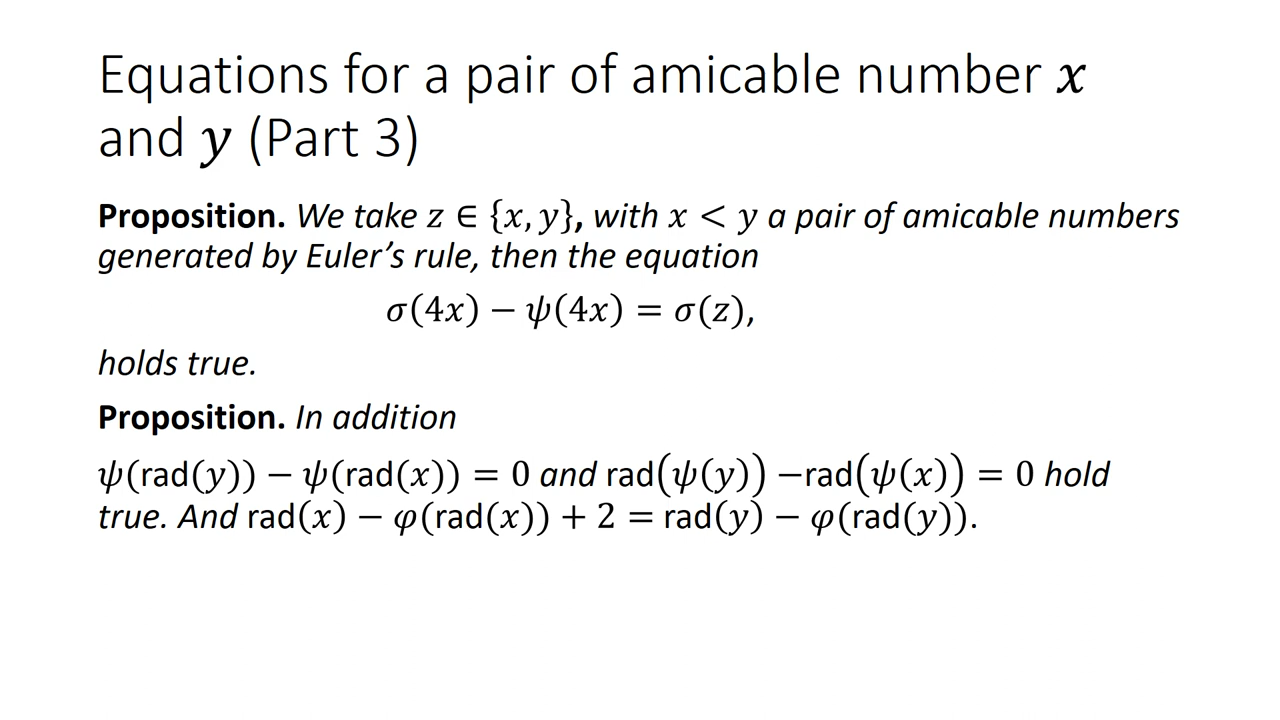 Equations for a pair of amicable number 𝑥
and 𝑦 (Part 3)
Proposition. We take 𝑧 ∈ {𝑥, 𝑦}, with 𝑥 < 𝑦 a pair of amicable numbers
generated by Euler’s rule, then the equation
𝜎(4𝑥) − 𝜓(4𝑥) = 𝜎(𝑧),
holds true.
Proposition. In addition
𝜓(rad(𝑦)) − 𝜓(rad(𝑥)) = 0 and rad(𝜓(𝑦)) −rad(𝜓(𝑥)) = 0 hold
true. And rad(𝑥) − 𝜑(rad(𝑥)) + 2 = rad(𝑦) − 𝜑(rad(𝑦)).